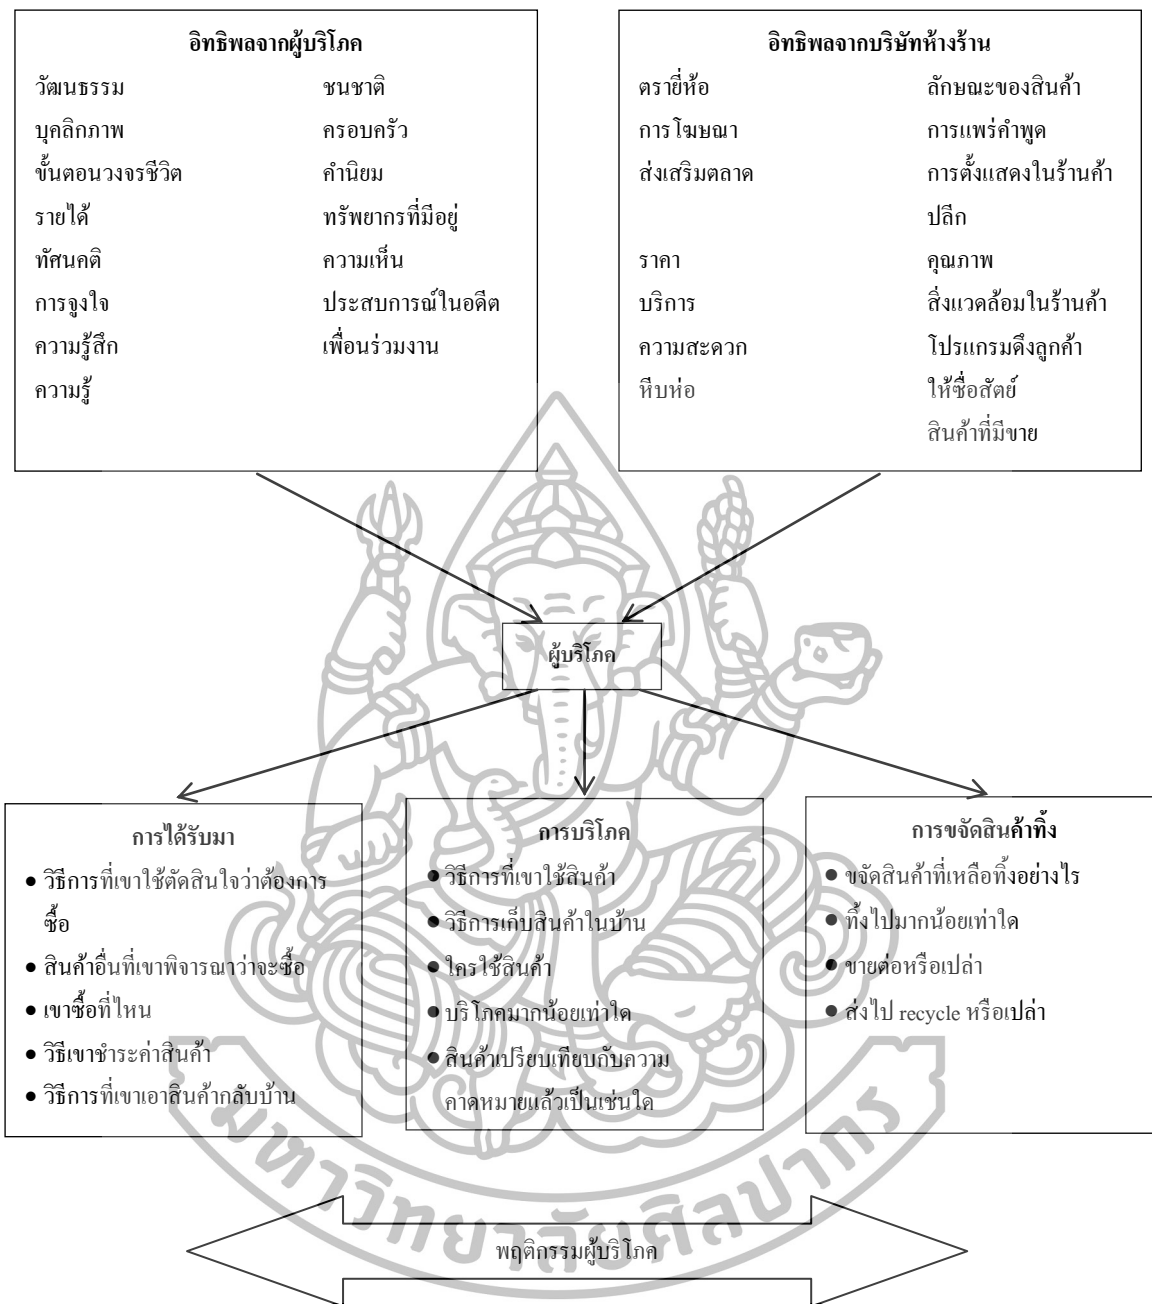 อิทธิพลจากผู้บริโภค
วัฒนธรรม ชนชาติ
บุคลิกภาพ ครอบครัว
ขั้นตอนวงจรชีวิต คำนิยม
รายได้ ทรัพยากรที่มีอยู่
ทัศนคติ ความเห็น
การจูงใจ ประสบการณ์ในอดีต
ความรู้สึก เพื่อนร่วมงาน
ความรู้
อิทธิพลจากบริษัทห้างร้าน
ตรายี่ห้อ ลักษณะของสินค้า
การโฆษณา การแพร่คำพูด
ส่งเสริมตลาด การตั้งแสดงในร้านค้า
ปลีก
ราคา คุณภาพ
บริการ สิ่งแวดล้อมในร้านค้า
ความสะดวก โปรแกรมดึงลูกค้า
หีบห่อ ให้ซื่อสัตย์
สินค้าที่มีขาย
ผู้บริโภค
การได้รับมา
• วิธีการที่เขาใช้ตัดสินใจว่าต้องการ
ซื้อ
• สินค้าอื่นที่เขาพิจารณาว่าจะซื้อ
• เขาซื้อที่ไหน
• วิธีเขาชำระค่าสินค้า
• วิธีการที่เขาเอาสินค้ากลับบ้าน
การบริโภค
• วิธีการที่เขาใช้สินค้า
• วิธีการเก็บสินค้าในบ้าน
• ใครใช้สินค้า
• บริโภคมากน้อยเท่าใด
• สินค้าเปรียบเทียบกับความ
คาดหมายแล้วเป็นเช่นใด
การขจัดสินค้าทิ้ง
• ขจัดสินค้าที่เหลือทิ้งอย่างไร
• ทิ้งไปมากน้อยเท่าใด
• ขายต่อหรือเปล่า
• ส่งไป recycle หรือเปล่า
มหาวิทยาลัยศิลปากร
พฤติกรรมผู้บริโภค